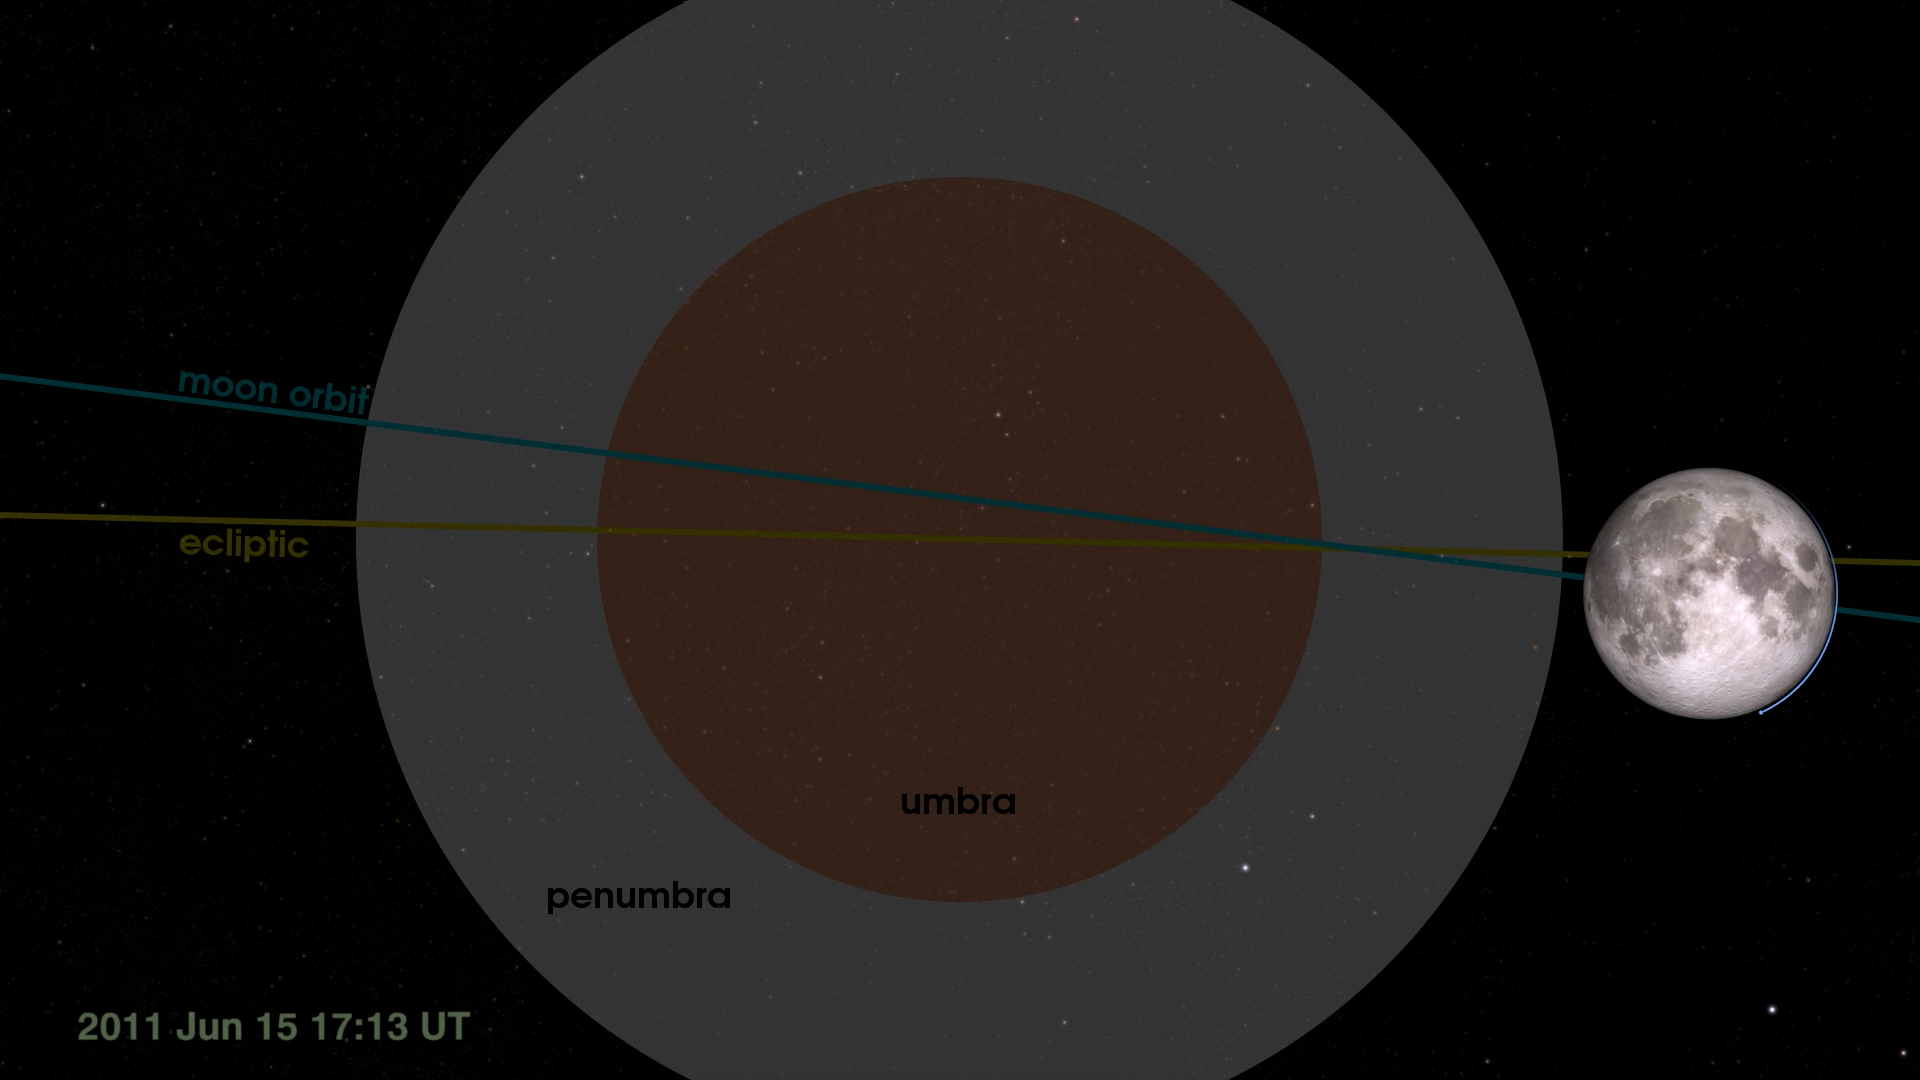 moon orbit
ecliptic
umbra
penumbra
2011 Jun 15 17:13 UT